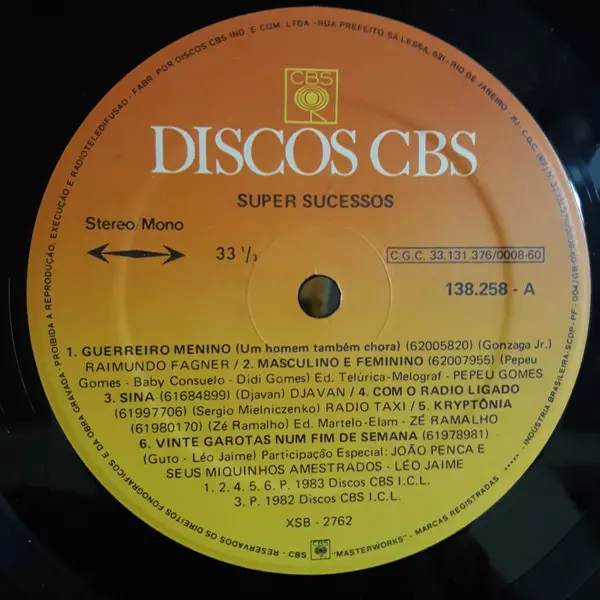 FABR. POR DISCOS CBS IND. E COM. LTDA - RUA PREFEITO
RIO DE JANEIRO - RJ
CBS
DISCOS CBS
SUPER SUCESSOS
Stereo/Mono
33 1/3
C.G.C. 33.131.376/0008-60
138.258 - A
1. GUERREIRO MENINO (Um homem também chora) (62005820) (Gonzaga Jr.)
RAIMUNDO FAGNER / 2. MASCULINO E FEMININO (62007955) (Pepeu
Gomes - Baby Consuelo - Didi Gomes) Ed. Telúrica-Melograf - PEPEU GOMES
3. SINA (61684899) (Djavan) DJAVAN / 4. COM O RADIO LIGADO
(61997706) (Sergio Mielniczenko) RADIO TAXI / 5. KRYPTÔNIA
(61980170) (Zé Ramalho) Ed. Martelo-Elam - ZÉ RAMALHO
6. VINTE GAROTAS NUM FIM DE SEMANA (61978981)
(Guto - Léo Jaime) Participação Especial: JOÃO PENCA E
SEUS MIQUINHOS AMESTRADOS - LÉO JAIME
1. 2. 4. 5. 6. P. 1983 Discos CBS I.C.L.
3. P. 1982 Discos CBS I.C.L.
XSB - 2762
RESERVADOS OS DIREITOS FONOGRÁFICOS E DA OBRA GRAVADA - PROIBIDA A REPRODUÇÃO, EXECUÇÃO E RADIOTELEDIFUSÃO
CBS "MASTERWORKS" MARCAS REGISTRADAS
INDÚSTRIA BRASILEIRA